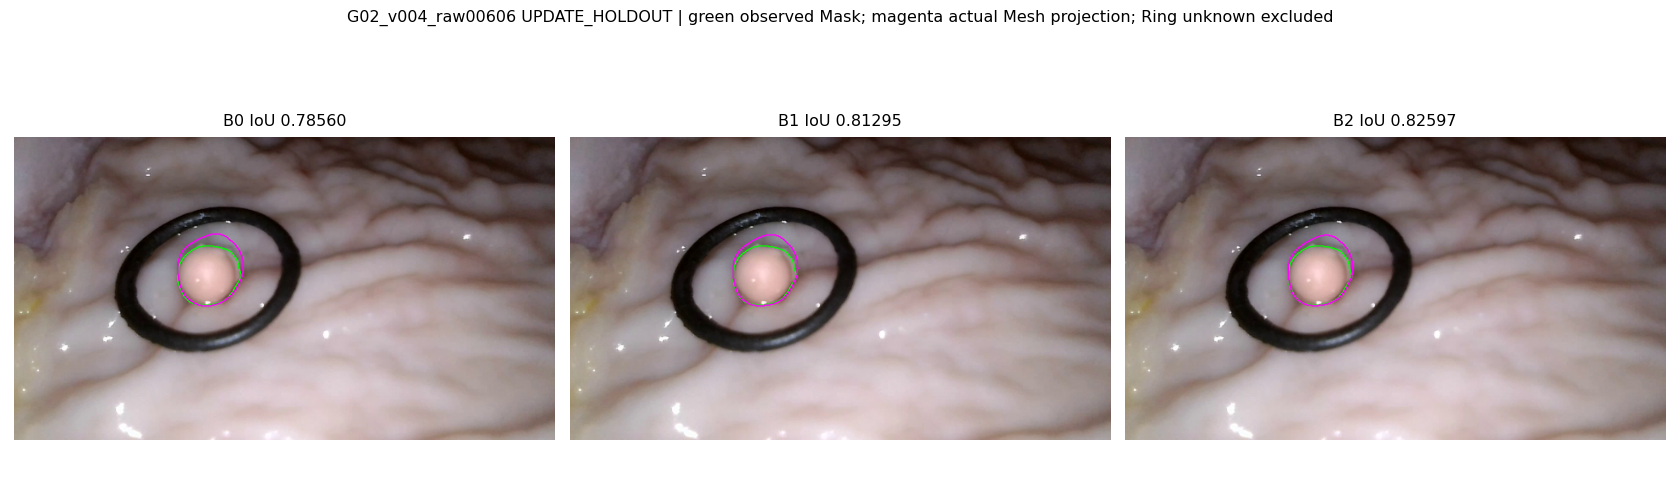 G02_v004_raw00606 UPDATE_HOLDOUT | green observed Mask; magenta actual Mesh projection; Ring unknown excluded
B0 IoU 0.78560
B1 IoU 0.81295
B2 IoU 0.82597